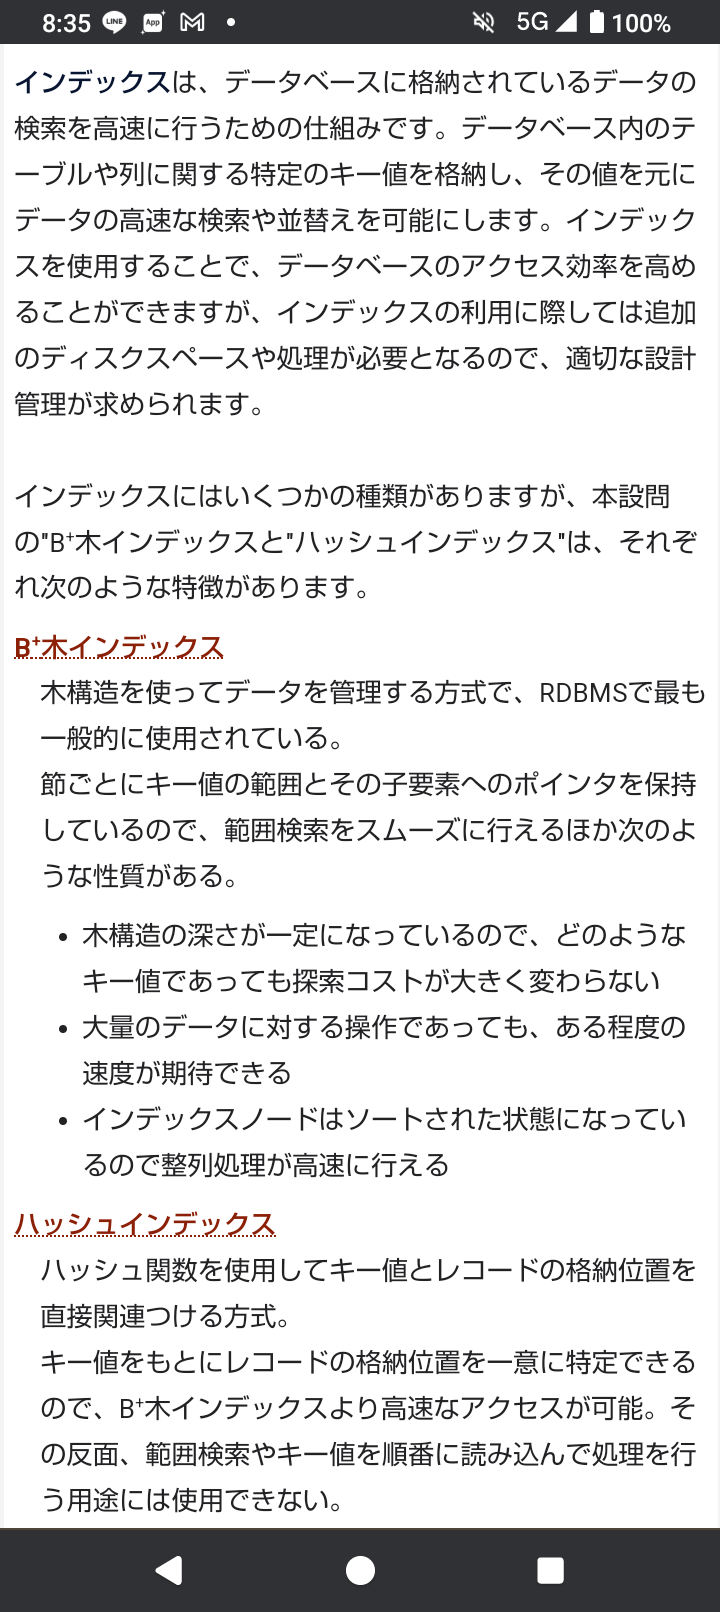 8:35 LINE App 5G 100%
インデックスは、データベースに格納されているデータの
検索を高速に行うための仕組みです。データベース内のテ
ーブルや列に関する特定のキー値を格納し、その値を元に
データの高速な検索や並替えを可能にします。インデック
スを使用することで、データベースのアクセス効率を高め
ることができますが、インデックスの利用に際しては追加
のディスクスペースや処理が必要となるので、適切な設計
管理が求められます。
インデックスにはいくつかの種類がありますが、本設問
の"B⁺木インデックスと"ハッシュインデックス"は、それぞ
れ次のような特徴があります。
B⁺木インデックス
木構造を使ってデータを管理する方式で、RDBMSで最も
一般的に使用されている。
節ごとにキー値の範囲とその子要素へのポインタを保持
しているので、範囲検索をスムーズに行えるほか次のよ
うな性質がある。
• 木構造の深さが一定になっているので、どのような
キー値であっても探索コストが大きく変わらない
• 大量のデータに対する操作であっても、ある程度の
速度が期待できる
• インデックスノードはソートされた状態になってい
るので整列処理が高速に行える
ハッシュインデックス
ハッシュ関数を使用してキー値とレコードの格納位置を
直接関連つける方式。
キー値をもとにレコードの格納位置を一意に特定できる
ので、B⁺木インデックスより高速なアクセスが可能。そ
の反面、範囲検索やキー値を順番に読み込んで処理を行
う用途には使用できない。